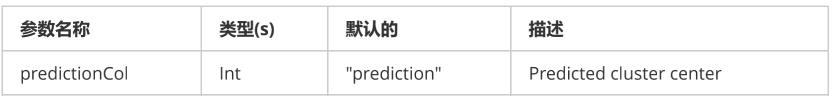 参数名称 类型(s) 默认的 描述
predictionCol Int "prediction" Predicted cluster center